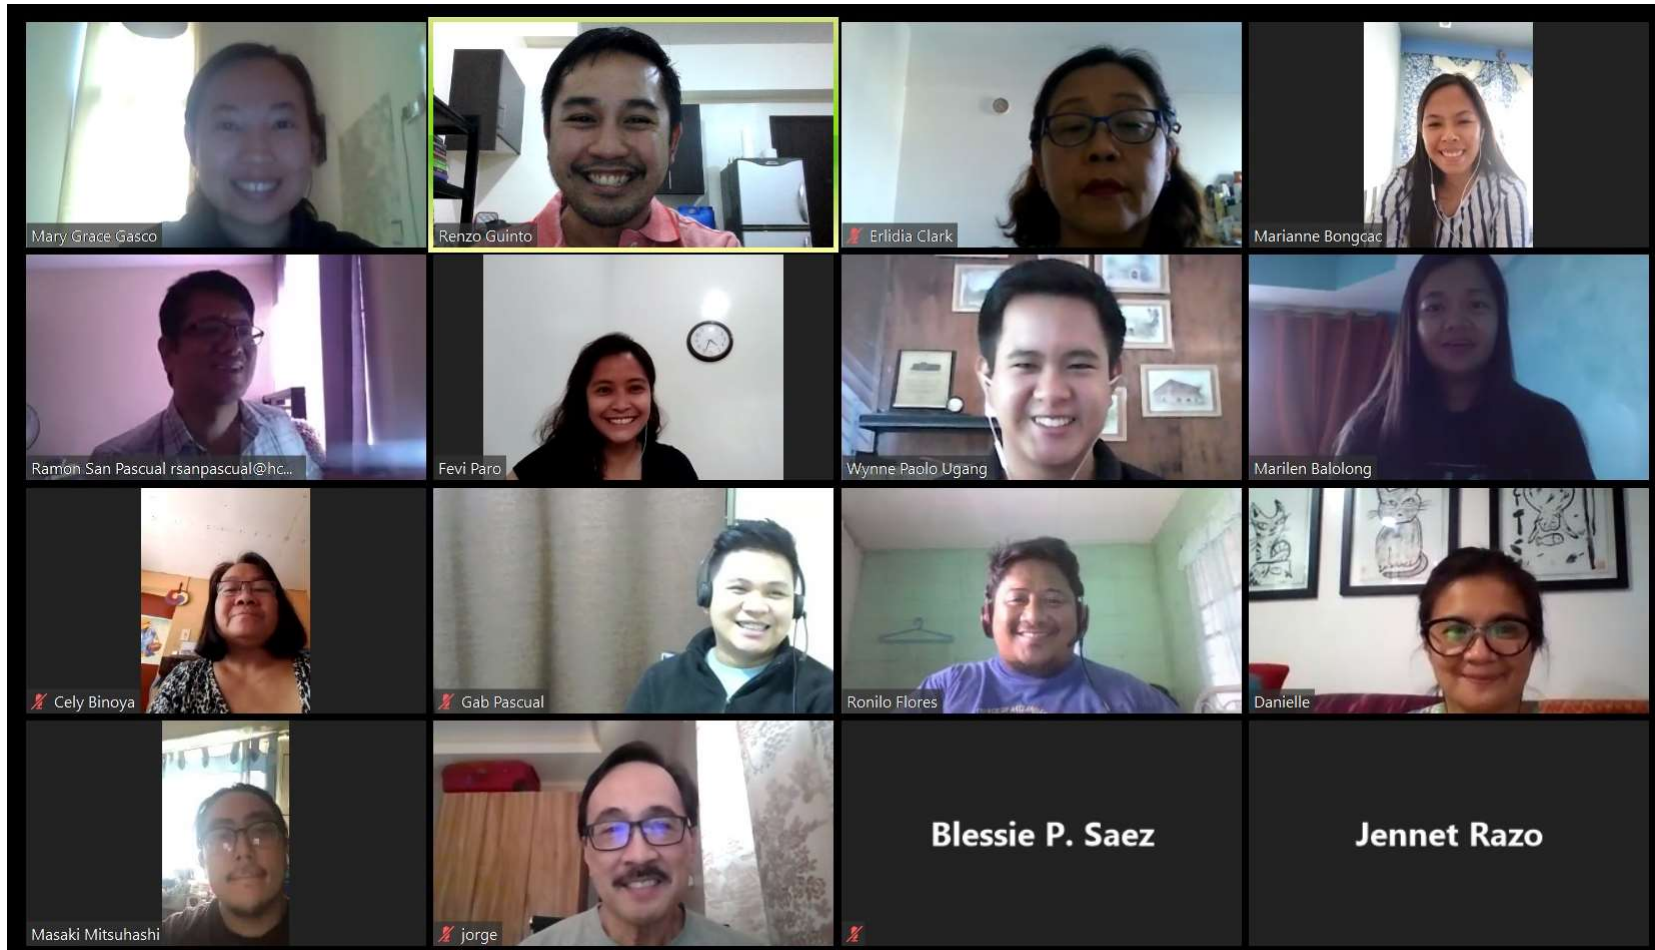 Mary Grace Gasco
Renzo Guinto
Erlidia Clark
Marianne Bongcac
Ramon San Pascual rsanpascual@hc...
Fevi Paro
Wynne Paolo Ugang
Marilen Balolong
Cely Binoya
Gab Pascual
Ronilo Flores
Danielle
Masaki Mitsuhashi
jorge
Blessie P. Saez
Jennet Razo